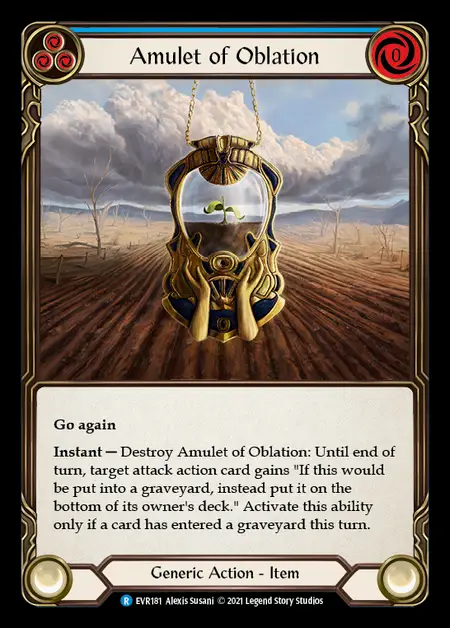 Amulet of Oblation
0
Go again
Instant — Destroy Amulet of Oblation: Until end of
turn, target attack action card gains "If this would
be put into a graveyard, instead put it on the
bottom of its owner's deck." Activate this ability
only if a card has entered a graveyard this turn.
Generic Action - Item
R EVR181 Alexis Susani © 2021 Legend Story Studios